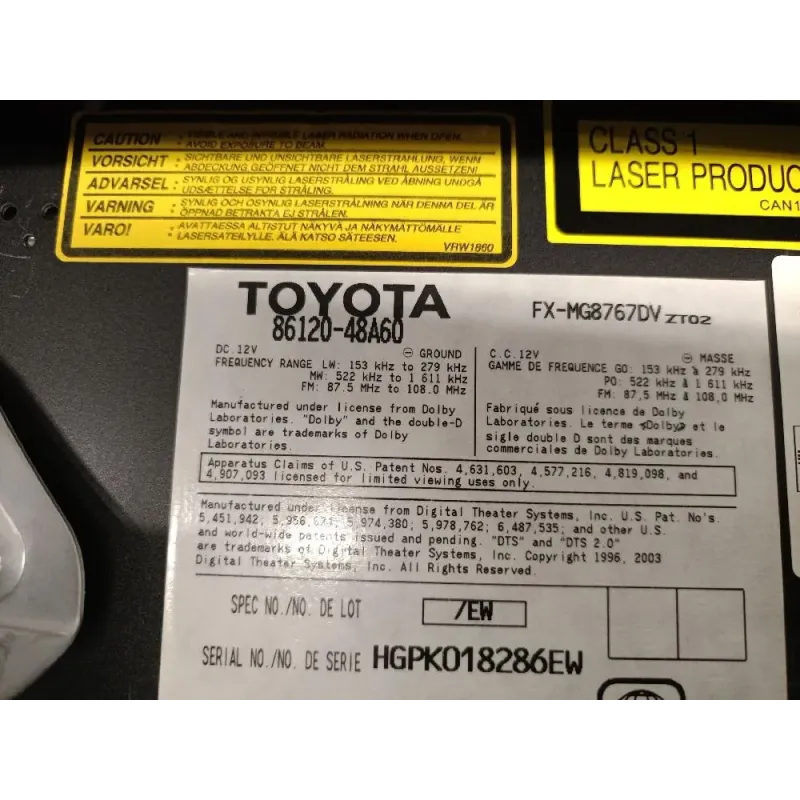 CAUTION : VISIBLE AND INVISIBLE LASER RADIATION WHEN OPEN.
AVOID EXPOSURE TO BEAM.
VORSICHT : SICHTBARE UND UNSICHTBARE LASERSTRAHLUNG, WENN
ABDECKUNG GEÖFFNET NICHT DEM STRAHL AUSSETZEN!
ADVARSEL : SYNLIG OG USYNLIG LASERSTRÅLING VED ÅBNING UNDGÅ
UDSÆTTELSE FOR STRÅLING.
VARNING : SYNLIG OCH OSYNLIG LASERSTRÅLNING NÄR DENNA DEL ÄR
ÖPPNAD BETRAKTA EJ STRÅLEN.
VARO! : AVATTAESSA ALTISTUT NÄKYVÄ JA NÄKYMÄTTÖMÄLLE
LASERSATEILYLLE. ÄLÄ KATSO SÄTEESEEN.
VRW1860
CLASS 1
LASER PRODUC
CAN1
TOYOTA
86120-48A60
FX-MG8767DV ZT02
DC 12V ⊖ GROUND
FREQUENCY RANGE LW: 153 kHz to 279 kHz
MW: 522 kHz to 1 611 kHz
FM: 87.5 MHz to 108.0 MHz
C.C. 12V ⊖ MASSE
GAMME DE FREQUENCE GO: 153 kHz à 279 kHz
PO: 522 kHz à 1 611 kHz
FM: 87,5 MHz à 108,0 MHz
Manufactured under license from Dolby
Laboratories. "Dolby" and the double-D
symbol are trademarks of Dolby
Laboratories.
Fabriqué sous licence de Dolby
Laboratories. Le terme «Dolby» et le
sigle double D sont des marques
commerciales de Dolby Laboratories.
Apparatus Claims of U.S. Patent Nos. 4,631,603, 4,577,216, 4,819,098, and
4,907,093 licensed for limited viewing uses only.
Manufactured under license from Digital Theater Systems, Inc. U.S. Pat. No's.
5,451,942; 5,956,674; 5,974,380; 5,978,762; 6,487,535; and other U.S.
and world-wide patents issued and pending. "DTS" and "DTS 2.0"
are trademarks of Digital Theater Systems, Inc. Copyright 1996, 2003
Digital Theater Systems, Inc. All Rights Reserved.
SPEC NO./NO. DE LOT /EW
SERIAL NO./NO. DE SERIE HGPK018286EW